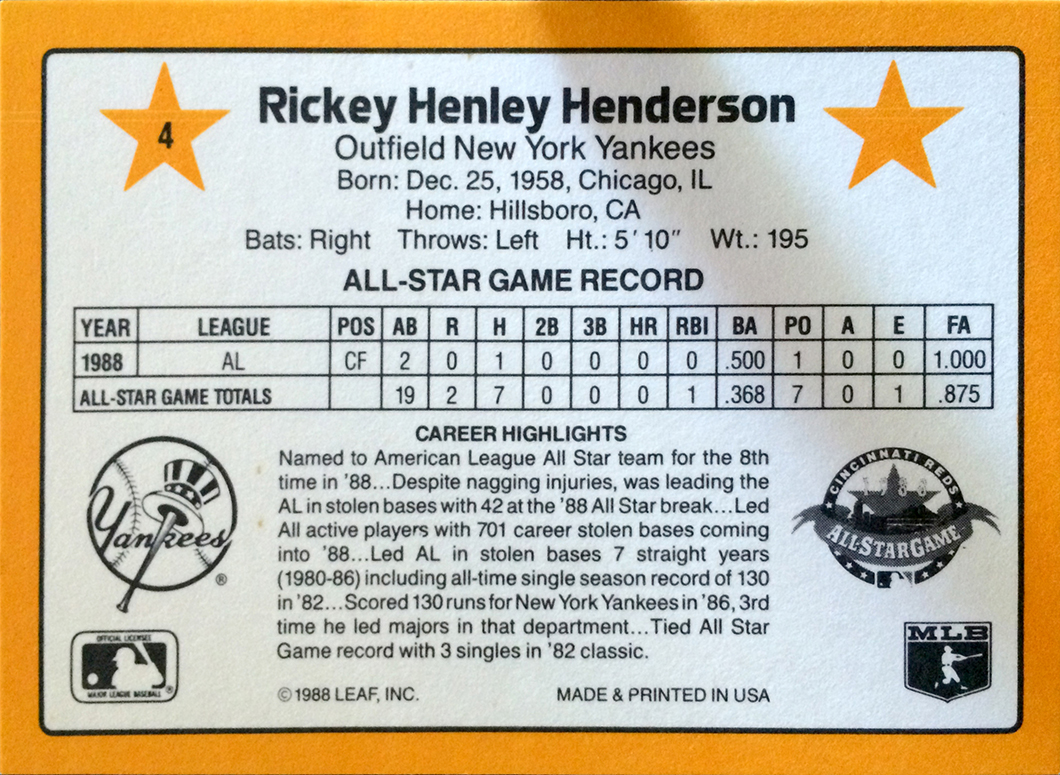 4
Rickey Henley Henderson
Outfield New York Yankees
Born: Dec. 25, 1958, Chicago, IL
Home: Hillsboro, CA
Bats: Right Throws: Left Ht.: 5' 10" Wt.: 195
ALL-STAR GAME RECORD
YEAR LEAGUE POS AB R H 2B 3B HR RBI BA PO A E FA
1988 AL CF 2 0 1 0 0 0 0 .500 1 0 0 1.000
ALL-STAR GAME TOTALS 19 2 7 0 0 0 1 .368 7 0 1 .875
CAREER HIGHLIGHTS
Named to American League All Star team for the 8th
time in '88...Despite nagging injuries, was leading the
AL in stolen bases with 42 at the '88 All Star break...Led
All active players with 701 career stolen bases coming
into '88...Led AL in stolen bases 7 straight years
(1980-86) including all-time single season record of 130
in '82...Scored 130 runs for New York Yankees in '86, 3rd
time he led majors in that department...Tied All Star
Game record with 3 singles in '82 classic.
Yankees
®
CINCINNATI REDS
1988
ALL-STAR GAME
OFFICIAL LICENSEE
MAJOR LEAGUE BASEBALL
®
MLB
© 1988 LEAF, INC. MADE & PRINTED IN USA